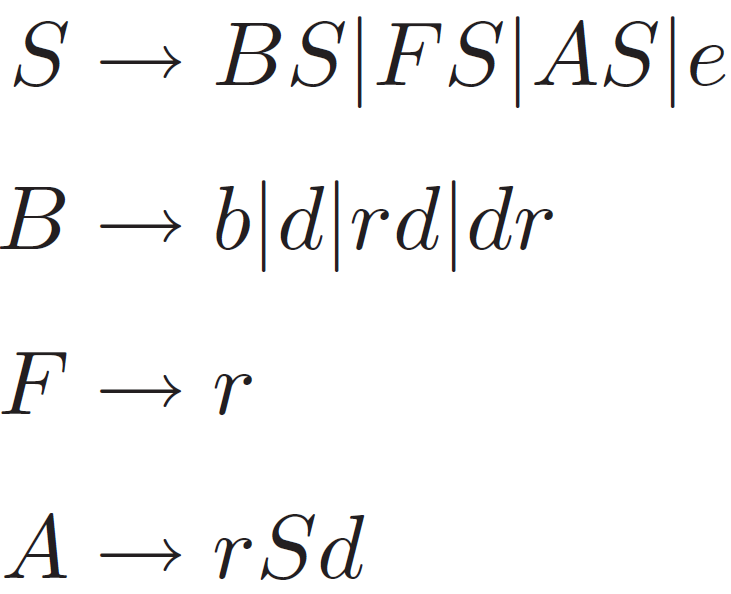 S → BS|FS|AS|e
B → b|d|rd|dr
F → r
A → rSd